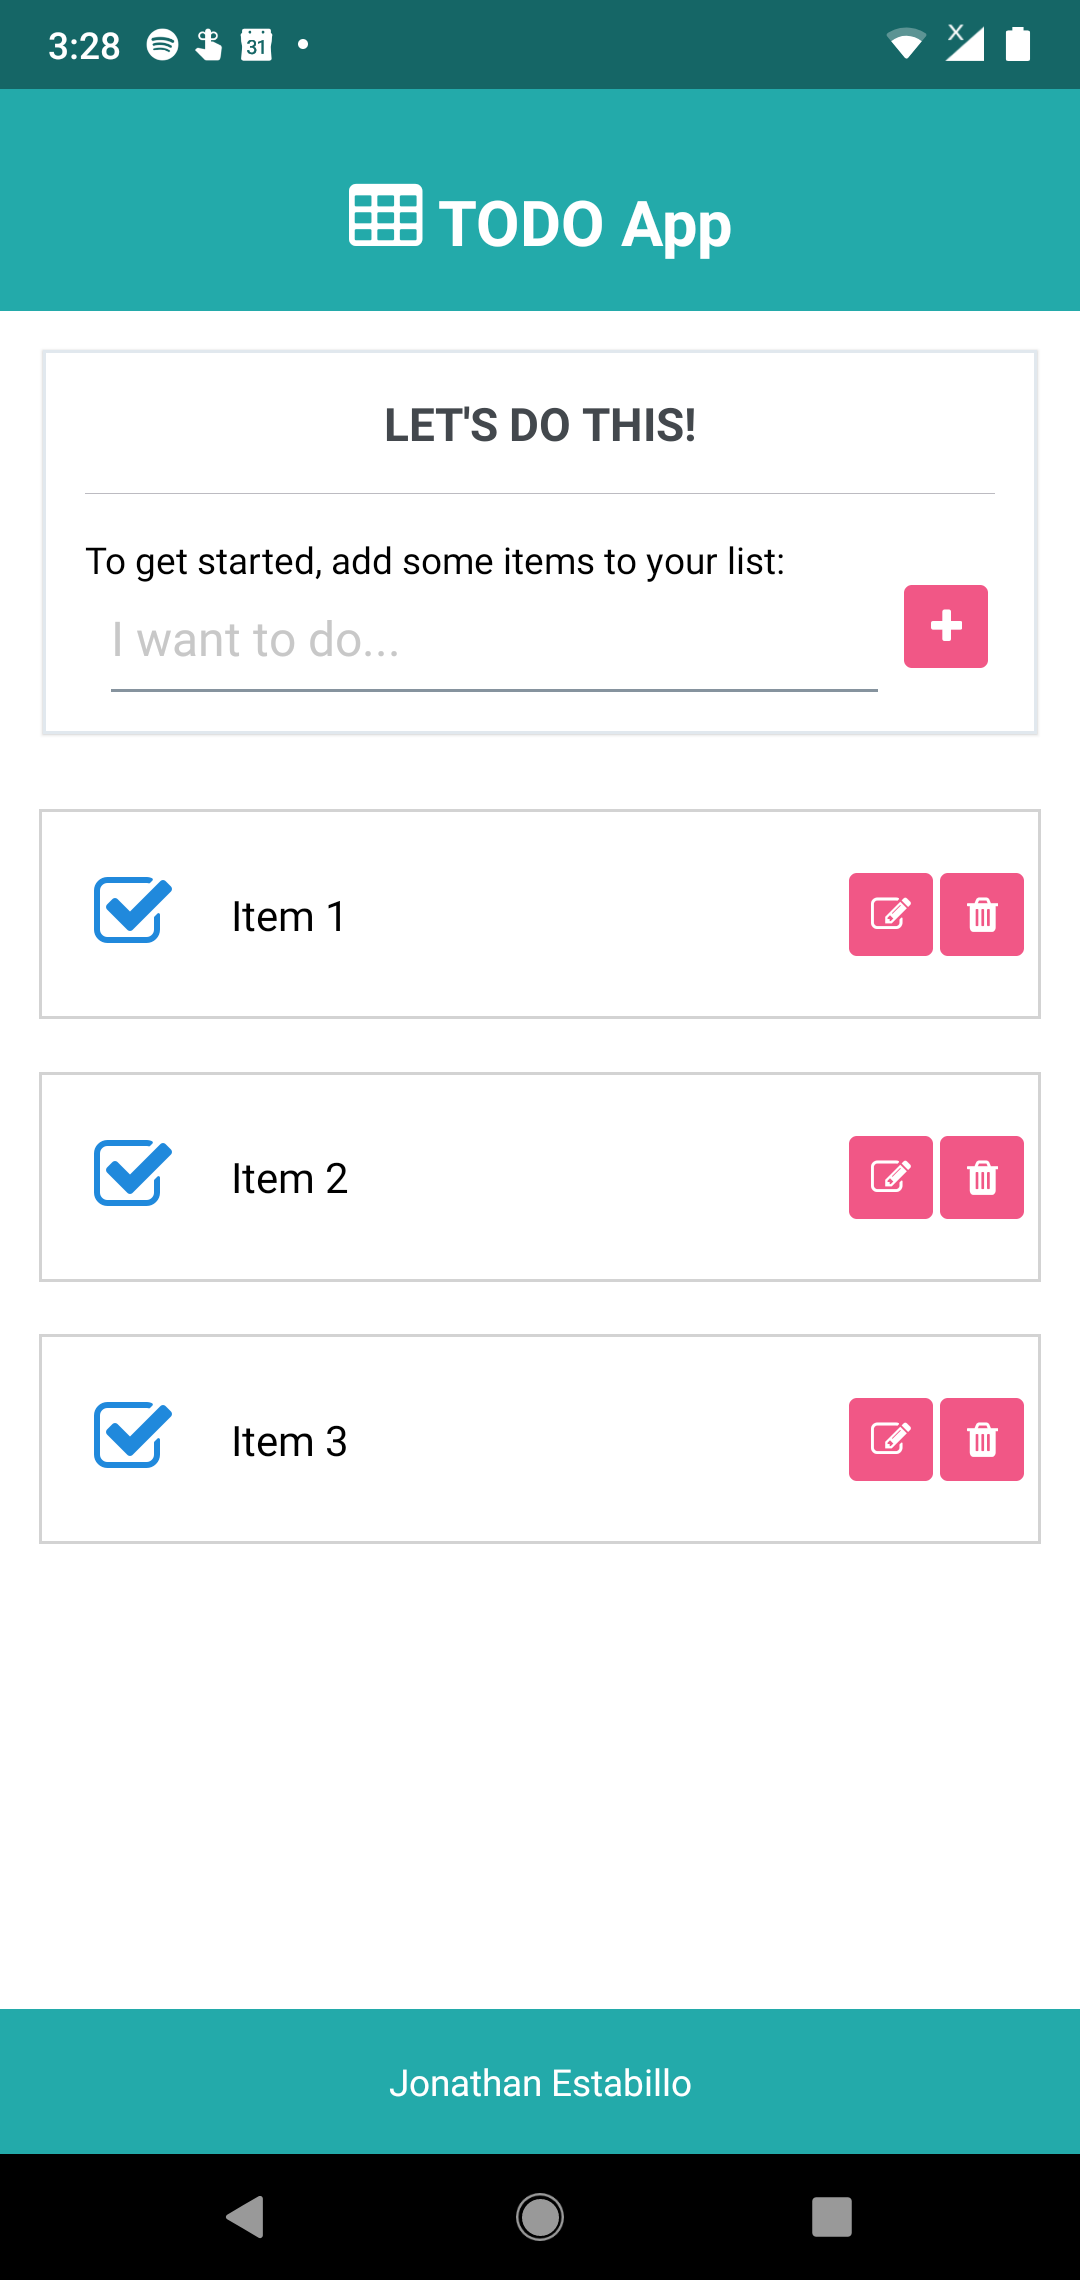 3:28
31
TODO App
LET'S DO THIS!
To get started, add some items to your list:
I want to do...
Item 1
Item 2
Item 3
Jonathan Estabillo